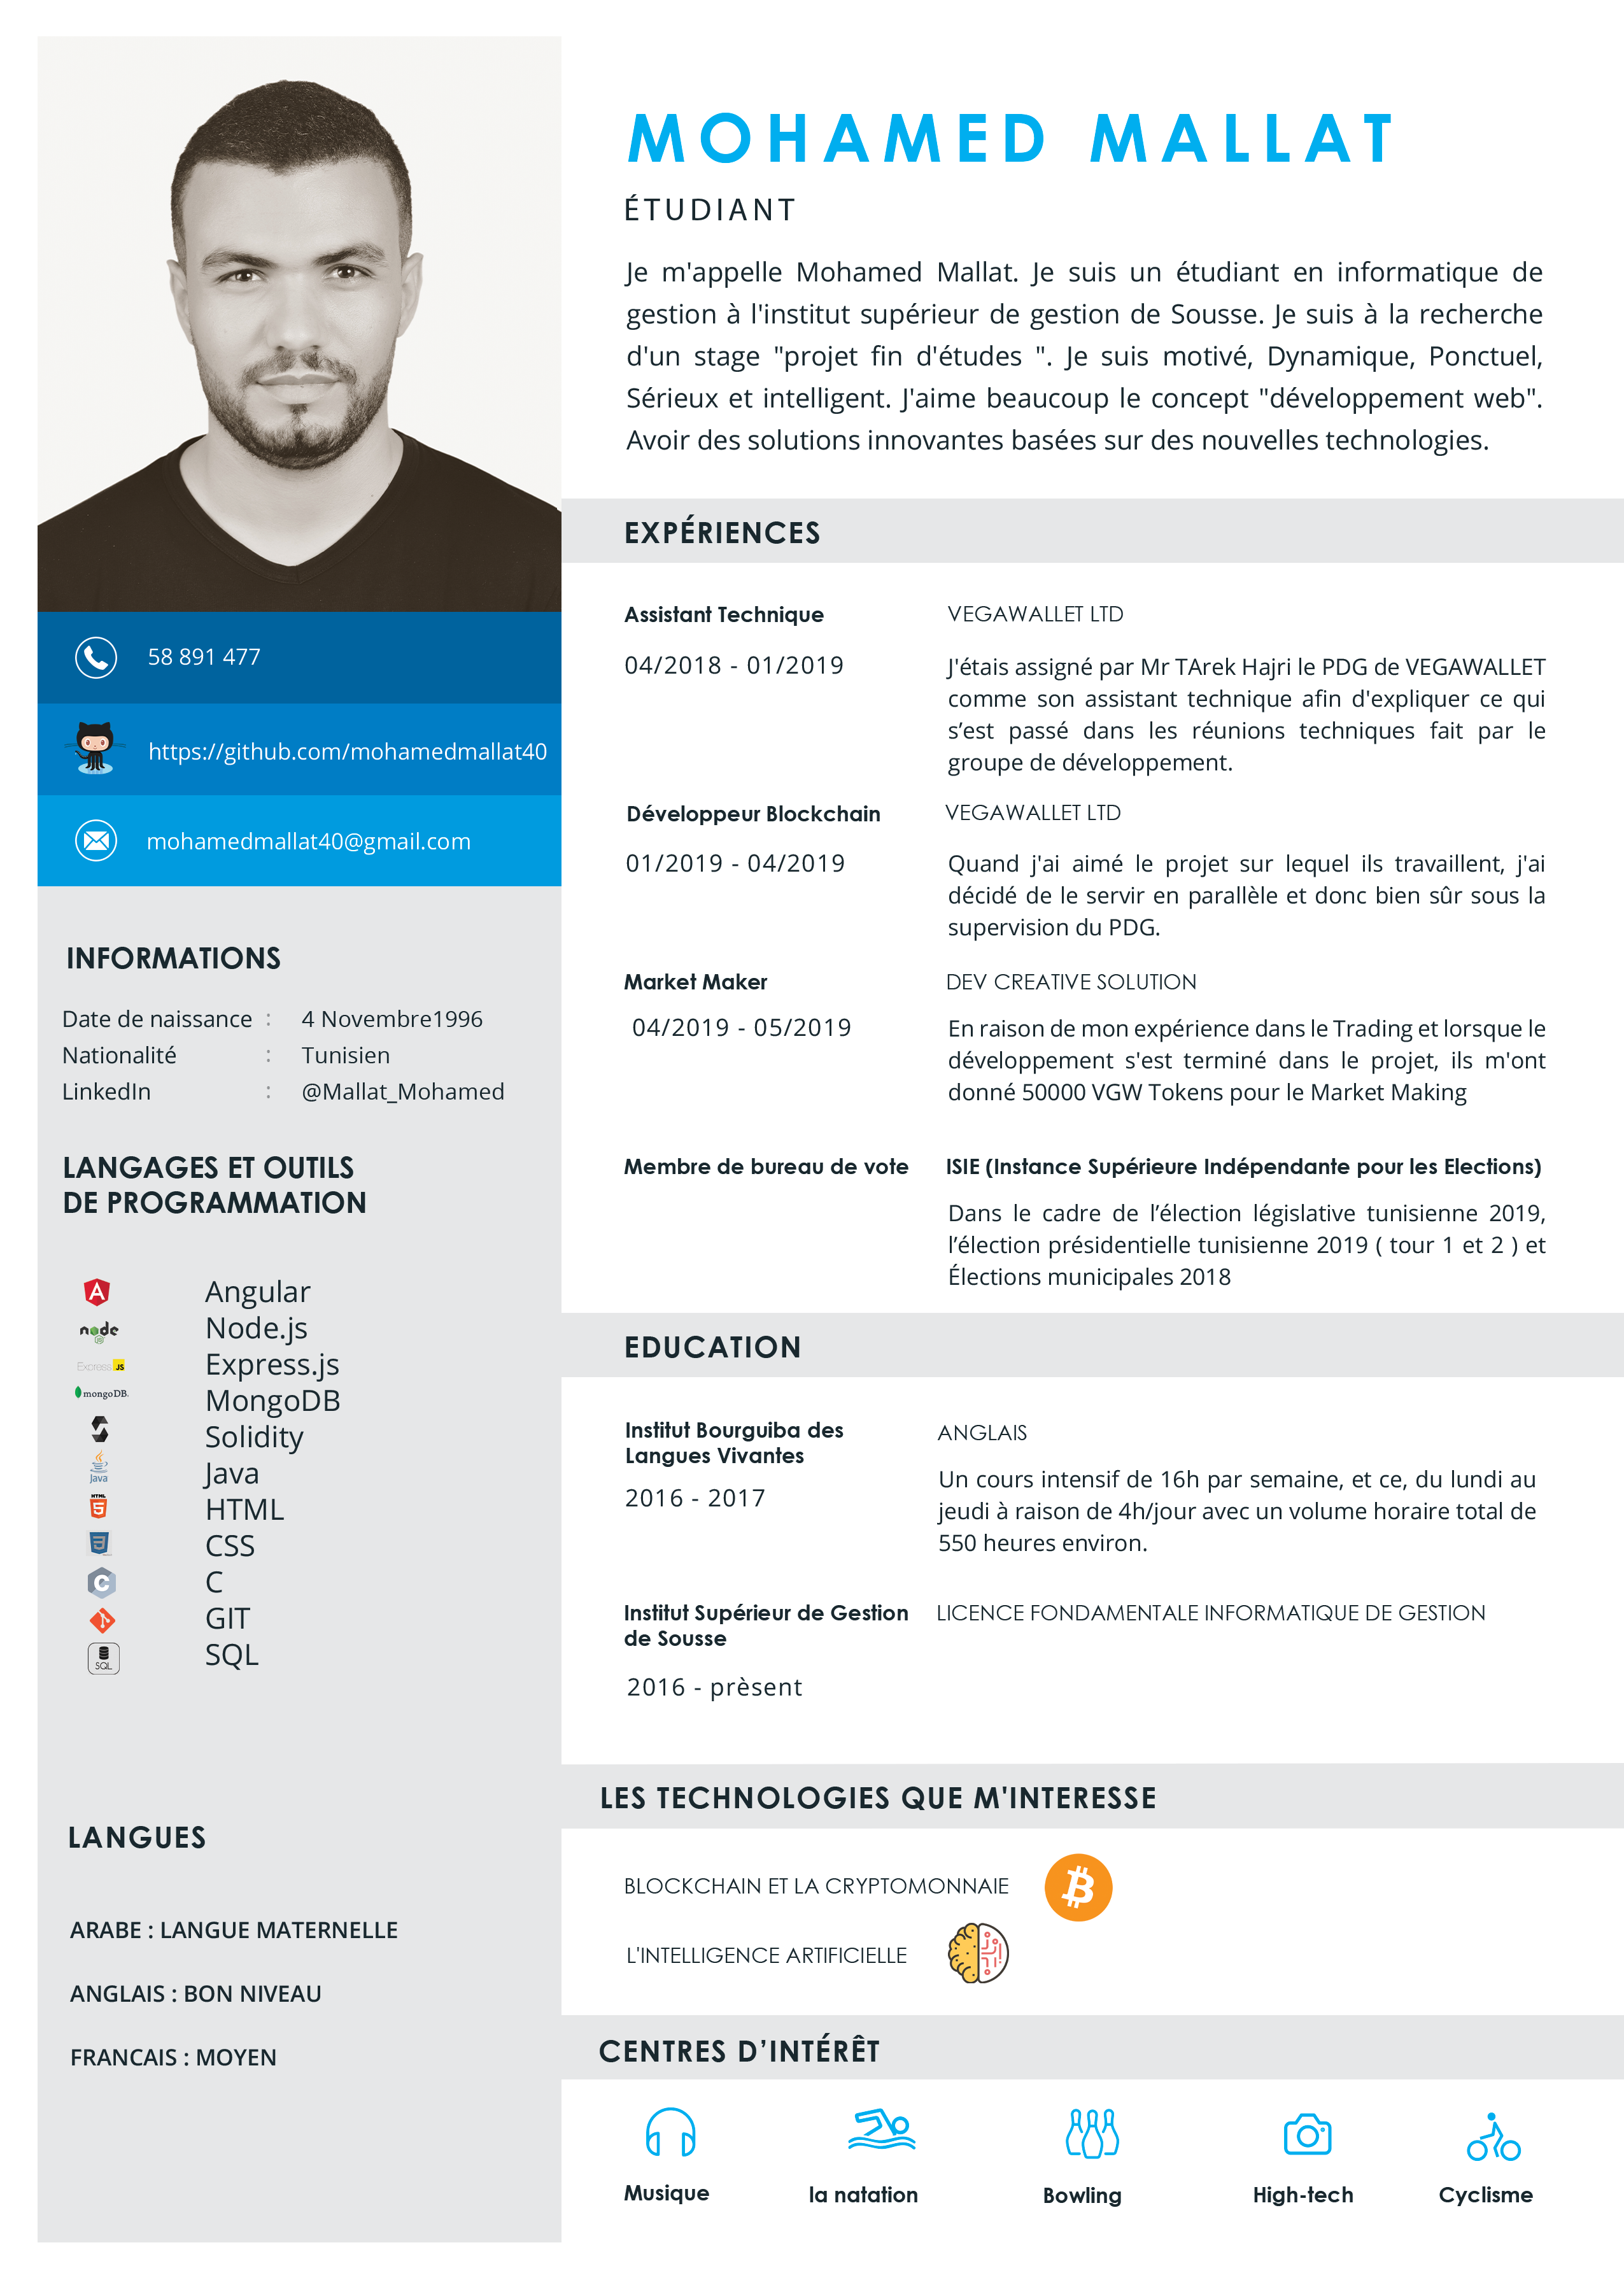 MOHAMED MALLAT
ÉTUDIANT
Je m'appelle Mohamed Mallat. Je suis un étudiant en informatique de
gestion à l'institut supérieur de gestion de Sousse. Je suis à la recherche
d'un stage "projet fin d'études ". Je suis motivé, Dynamique, Ponctuel,
Sérieux et intelligent. J'aime beaucoup le concept "développement web".
Avoir des solutions innovantes basées sur des nouvelles technologies.
58 891 477
https://github.com/mohamedmallat40
mohamedmallat40@gmail.com
INFORMATIONS
Date de naissance : 4 Novembre1996
Nationalité : Tunisien
LinkedIn : @Mallat_Mohamed
LANGAGES ET OUTILS
DE PROGRAMMATION
A Angular
node JS Node.js
Express JS Express.js
mongoDB. MongoDB
Solidity
Java Java
HTML 5 HTML
3 CSS
C C
GIT
SQL SQL
LANGUES
ARABE : LANGUE MATERNELLE
ANGLAIS : BON NIVEAU
FRANCAIS : MOYEN
EXPÉRIENCES
Assistant Technique VEGAWALLET LTD
04/2018 - 01/2019
J'étais assigné par Mr TArek Hajri le PDG de VEGAWALLET
comme son assistant technique afin d'expliquer ce qui
s’est passé dans les réunions techniques fait par le
groupe de développement.
Développeur Blockchain VEGAWALLET LTD
01/2019 - 04/2019
Quand j'ai aimé le projet sur lequel ils travaillent, j'ai
décidé de le servir en parallèle et donc bien sûr sous la
supervision du PDG.
Market Maker DEV CREATIVE SOLUTION
04/2019 - 05/2019
En raison de mon expérience dans le Trading et lorsque le
développement s'est terminé dans le projet, ils m'ont
donné 50000 VGW Tokens pour le Market Making
Membre de bureau de vote ISIE (Instance Supérieure Indépendante pour les Elections)
Dans le cadre de l’élection législative tunisienne 2019,
l’élection présidentielle tunisienne 2019 ( tour 1 et 2 ) et
Élections municipales 2018
EDUCATION
Institut Bourguiba des
Langues Vivantes
2016 - 2017
ANGLAIS
Un cours intensif de 16h par semaine, et ce, du lundi au
jeudi à raison de 4h/jour avec un volume horaire total de
550 heures environ.
Institut Supérieur de Gestion
de Sousse
2016 - prèsent
LICENCE FONDAMENTALE INFORMATIQUE DE GESTION
LES TECHNOLOGIES QUE M'INTERESSE
BLOCKCHAIN ET LA CRYPTOMONNAIE
L'INTELLIGENCE ARTIFICIELLE
CENTRES D’INTÉRÊT
Musique la natation Bowling High-tech Cyclisme